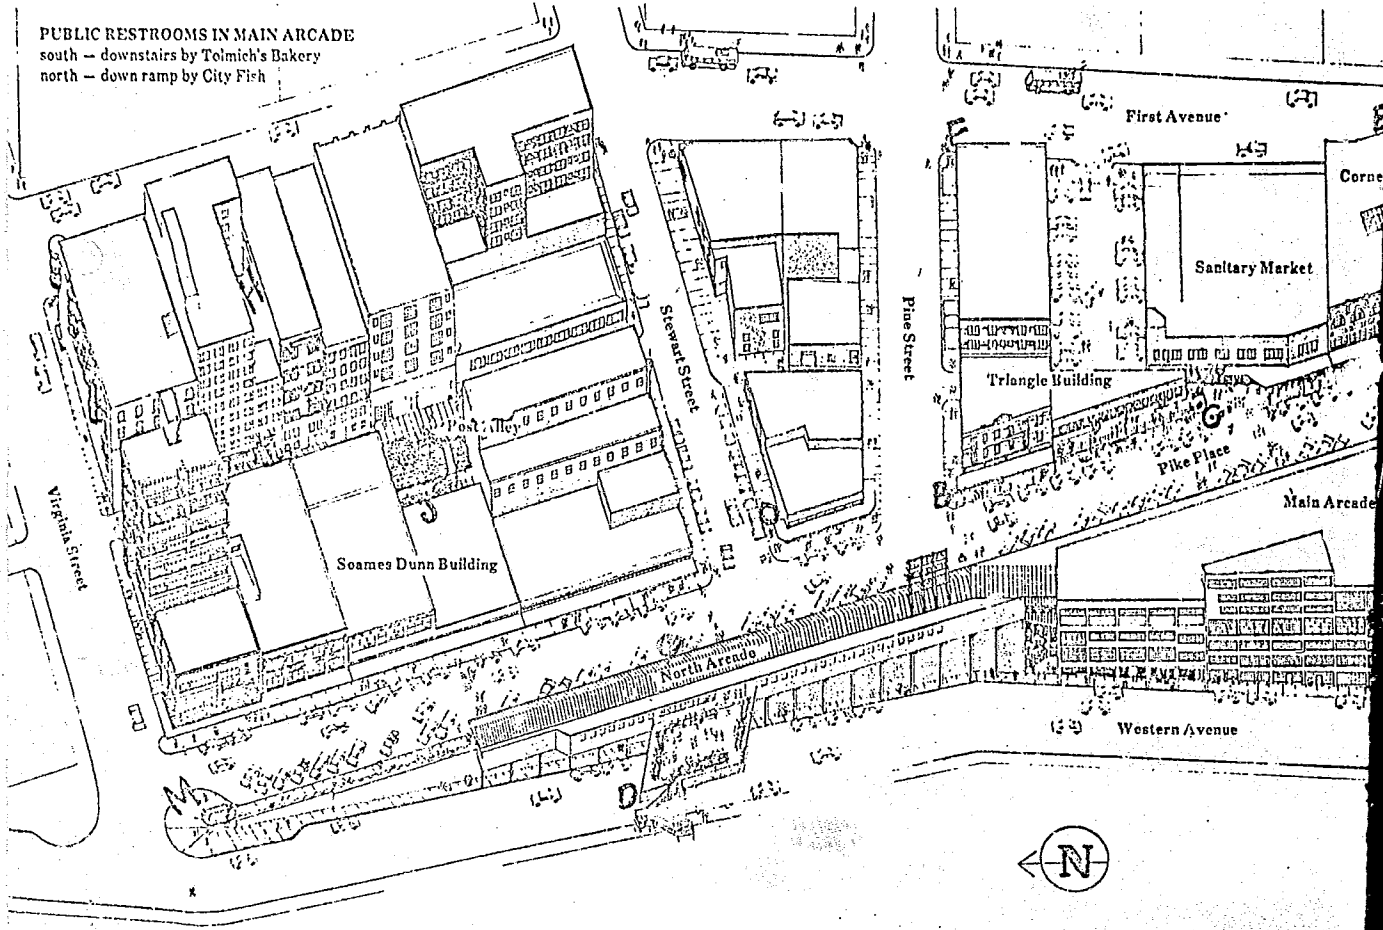 PUBLIC RESTROOMS IN MAIN ARCADE
south — downstairs by Tolmich's Bakery
north — down ramp by City Fish
First Avenue
Corne
Sanitary Market
Stewart Street
Pine Street
Triangle Building
Post Alley
G
Pike Place
Virginia Street
Main Arcade
J
E
O
Soames Dunn Building
North Arcade
Western Avenue
M
D
N